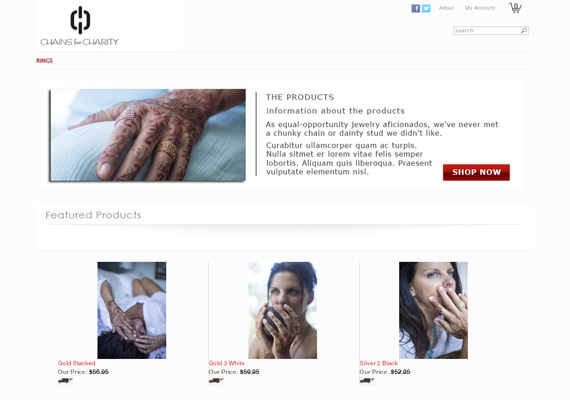 About
My Account
0
CHAINS for CHARITY
search
RINGS
THE PRODUCTS
information about the products
As equal-opportunity jewelry aficionados, we've never met
a chunky chain or dainty stud we didn't like.
Curabitur ullamcorper quam ac turpis.
Nulla sitmet er lorem vitae felis semper
lobortis. Aliquam quis liberoqua. Praesent
vulputate elementum nisl.
SHOP NOW
Featured Products
Gold Stacked
Our Price: $56.95
Gold 3 White
Our Price: $59.95
Silver 2 Black
Our Price: $52.95